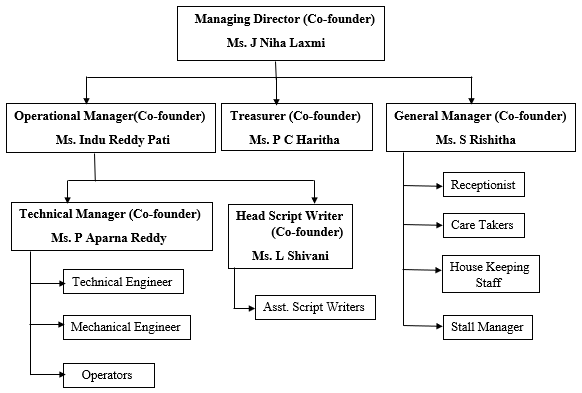 Managing Director (Co-founder)
Ms. J Niha Laxmi
Operational Manager(Co-founder)
Ms. Indu Reddy Pati
Treasurer (Co-founder)
Ms. P C Haritha
General Manager (Co-founder)
Ms. S Rishitha
Technical Manager (Co-founder)
Ms. P Aparna Reddy
Head Script Writer
(Co-founder)
Ms. L Shivani
Receptionist
Care Takers
House Keeping
Staff
Stall Manager
Technical Engineer
Mechanical Engineer
Operators
Asst. Script Writers